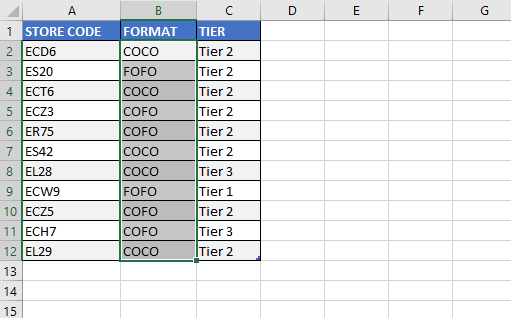 A B C D E F G
1 STORE CODE FORMAT TIER
2 ECD6 COCO Tier 2
3 ES20 FOFO Tier 2
4 ECT6 COCO Tier 2
5 ECZ3 COFO Tier 2
6 ER75 COFO Tier 2
7 ES42 COCO Tier 2
8 EL28 COCO Tier 3
9 ECW9 FOFO Tier 1
10 ECZ5 COFO Tier 2
11 ECH7 COFO Tier 3
12 EL29 COCO Tier 2
13
14
15